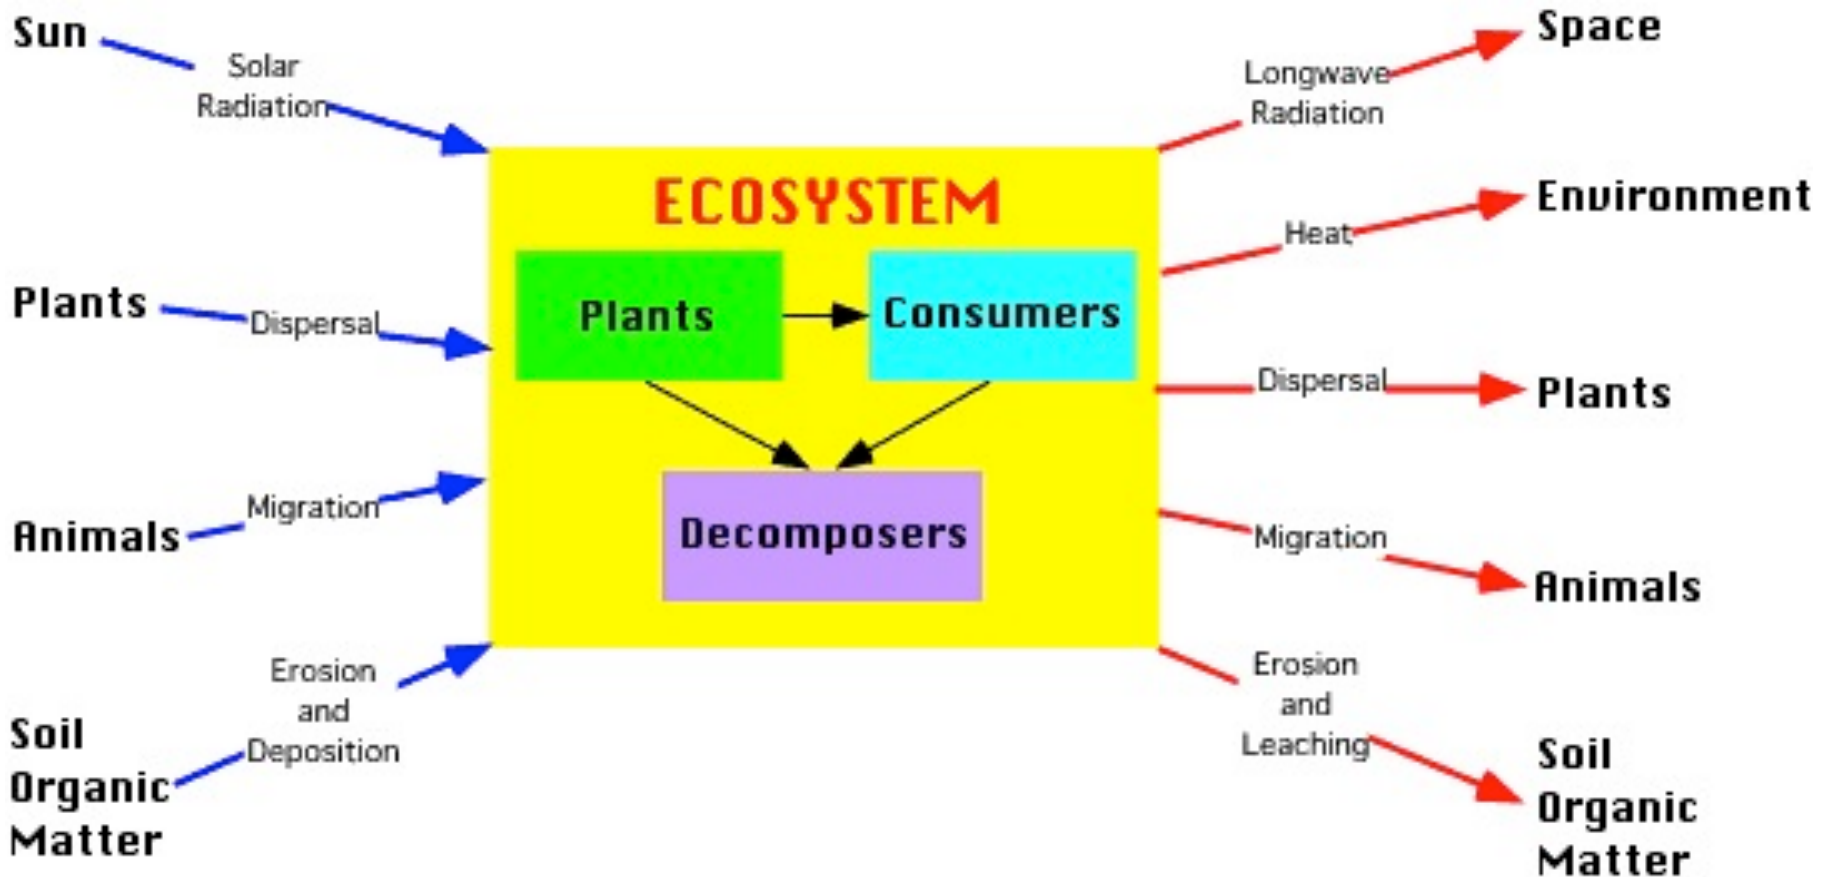 Sun
Solar
Radiation
Plants
Dispersal
Animals
Migration
Erosion
and
Deposition
Soil
Organic
Matter
ECOSYSTEM
Plants
Consumers
Decomposers
Longwave
Radiation
Space
Heat
Environment
Dispersal
Plants
Migration
Animals
Erosion
and
Leaching
Soil
Organic
Matter